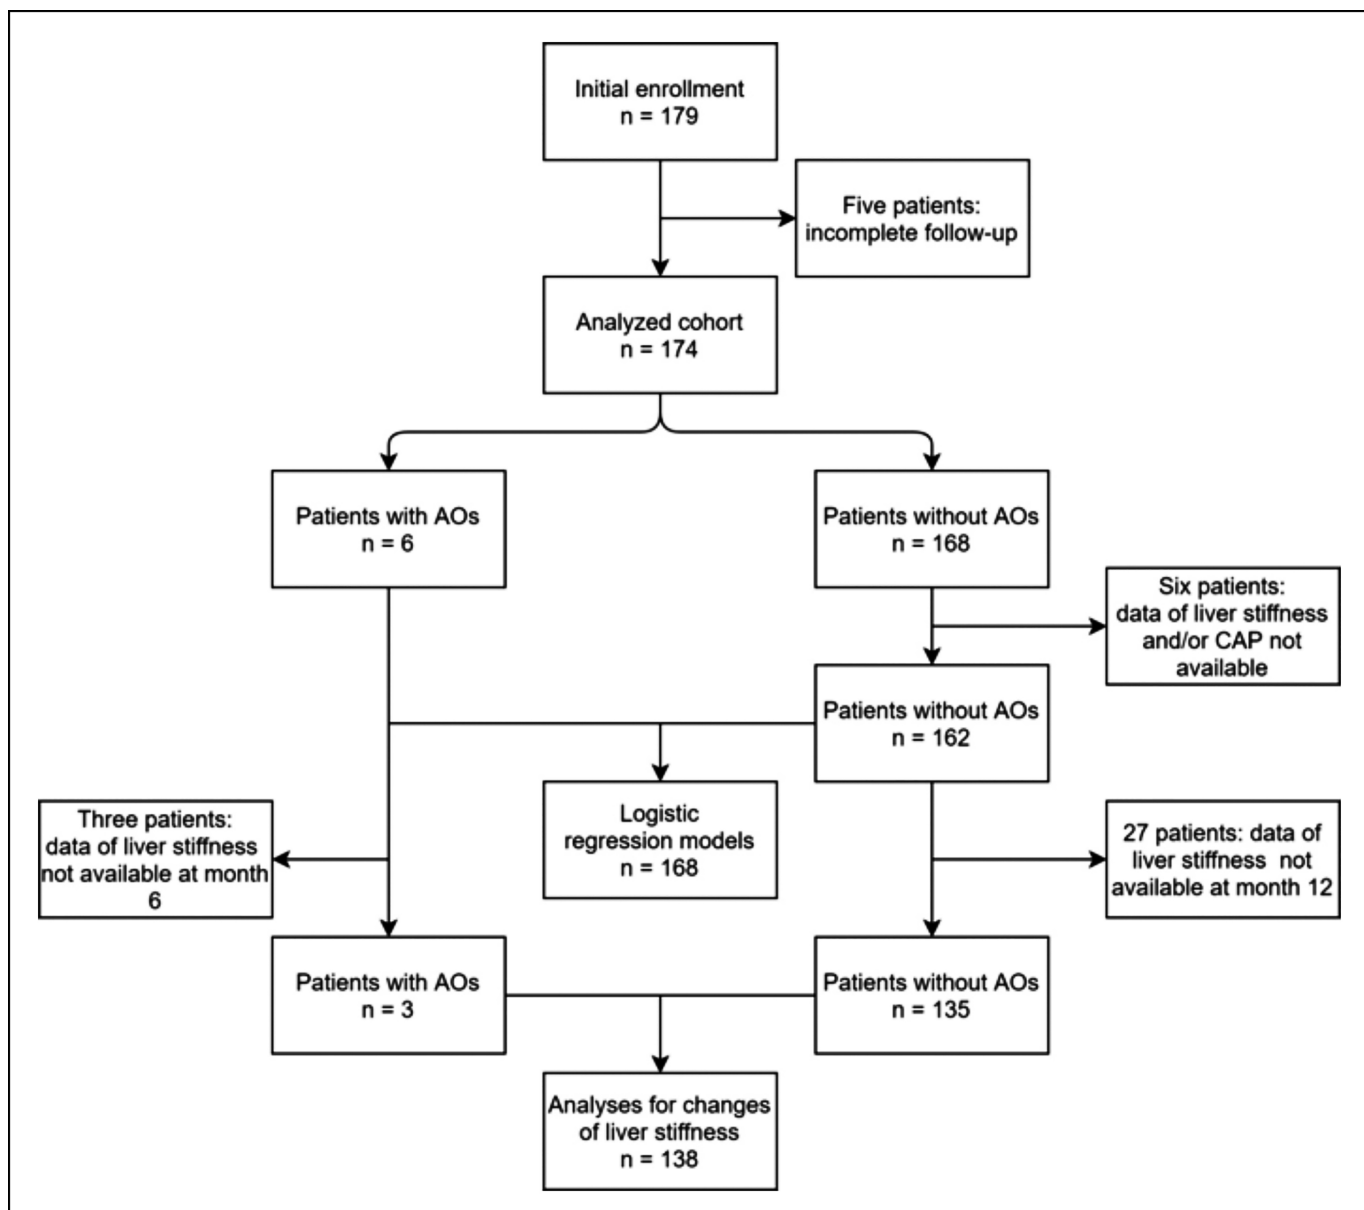 Initial enrollment
n = 179
Five patients:
incomplete follow-up
Analyzed cohort
n = 174
Patients with AOs
n = 6
Patients without AOs
n = 168
Six patients:
data of liver stiffness
and/or CAP not
available
Patients without AOs
n = 162
Logistic
regression models
n = 168
Three patients:
data of liver stiffness
not available at month
6
27 patients: data of
liver stiffness not
available at month 12
Patients with AOs
n = 3
Patients without AOs
n = 135
Analyses for changes
of liver stiffness
n = 138